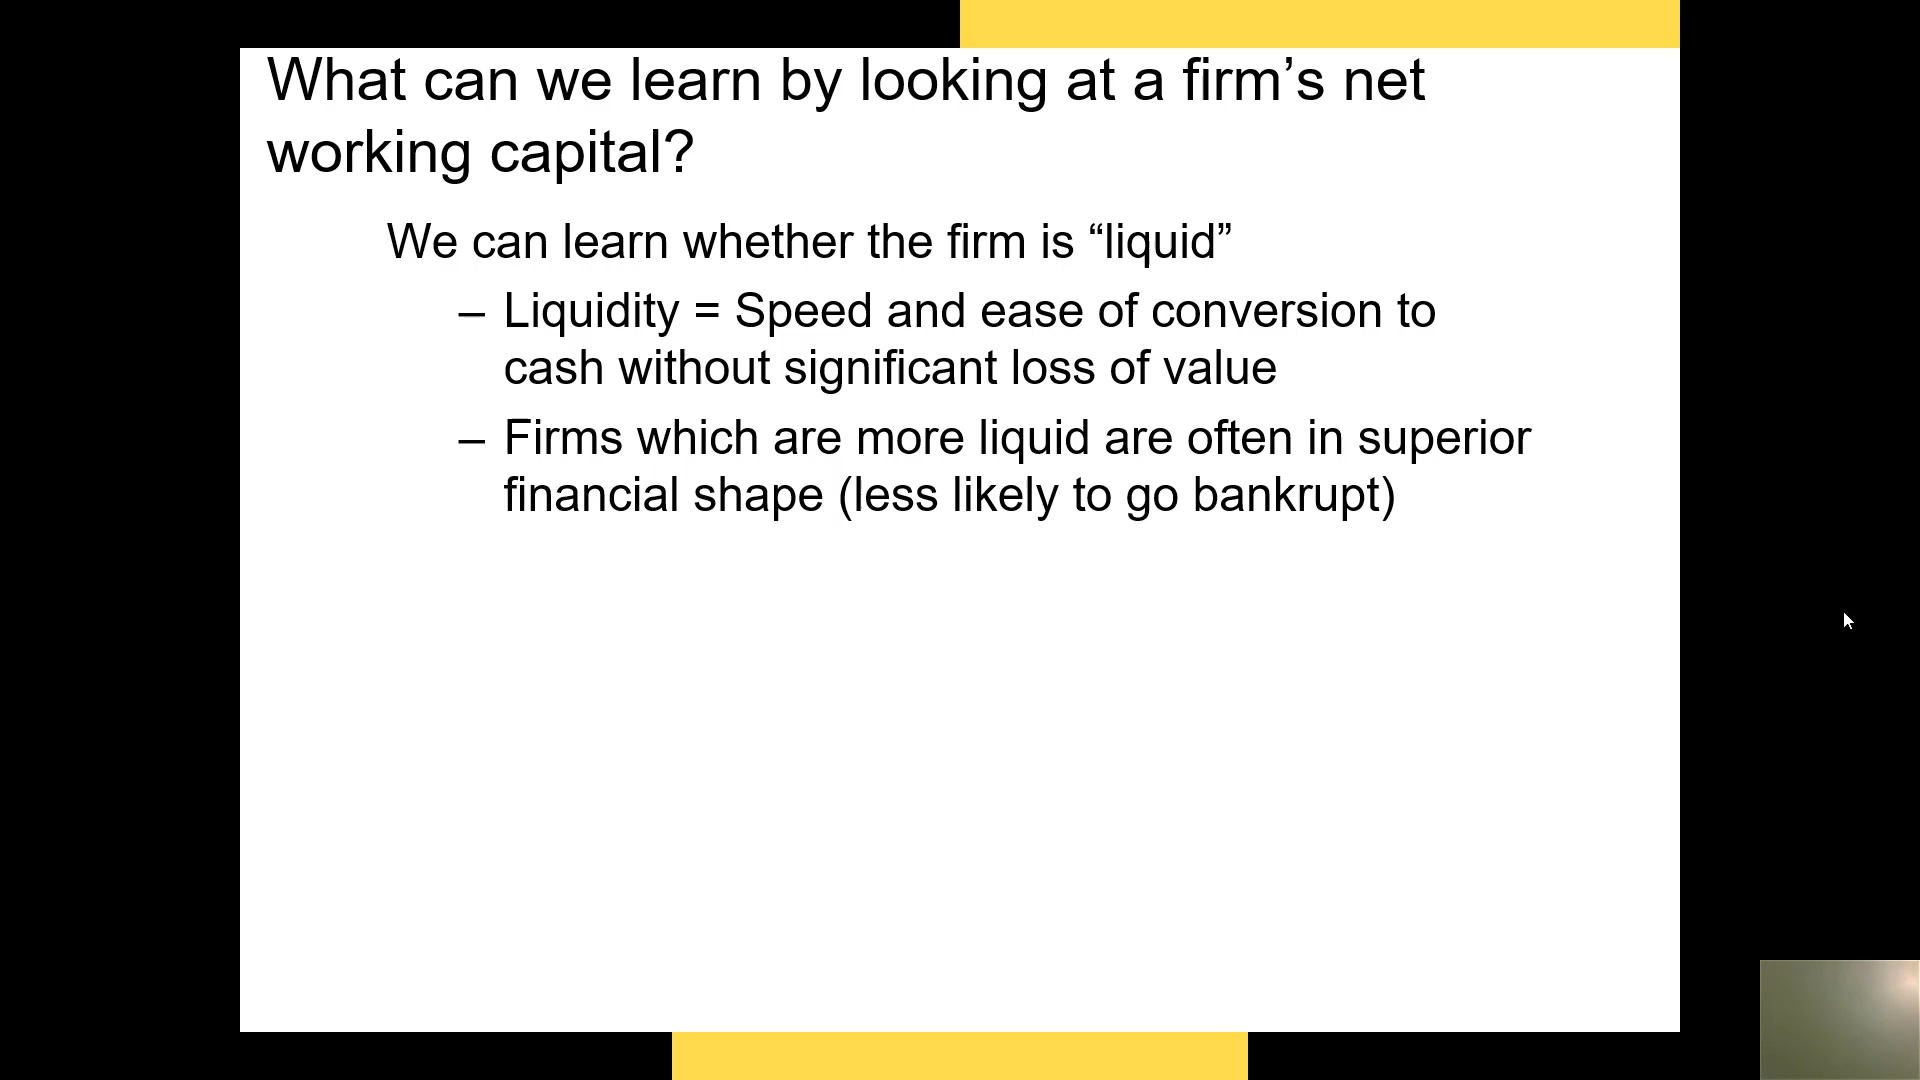 What can we learn by looking at a firm’s net
working capital?
We can learn whether the firm is “liquid”
– Liquidity = Speed and ease of conversion to
cash without significant loss of value
– Firms which are more liquid are often in superior
financial shape (less likely to go bankrupt)